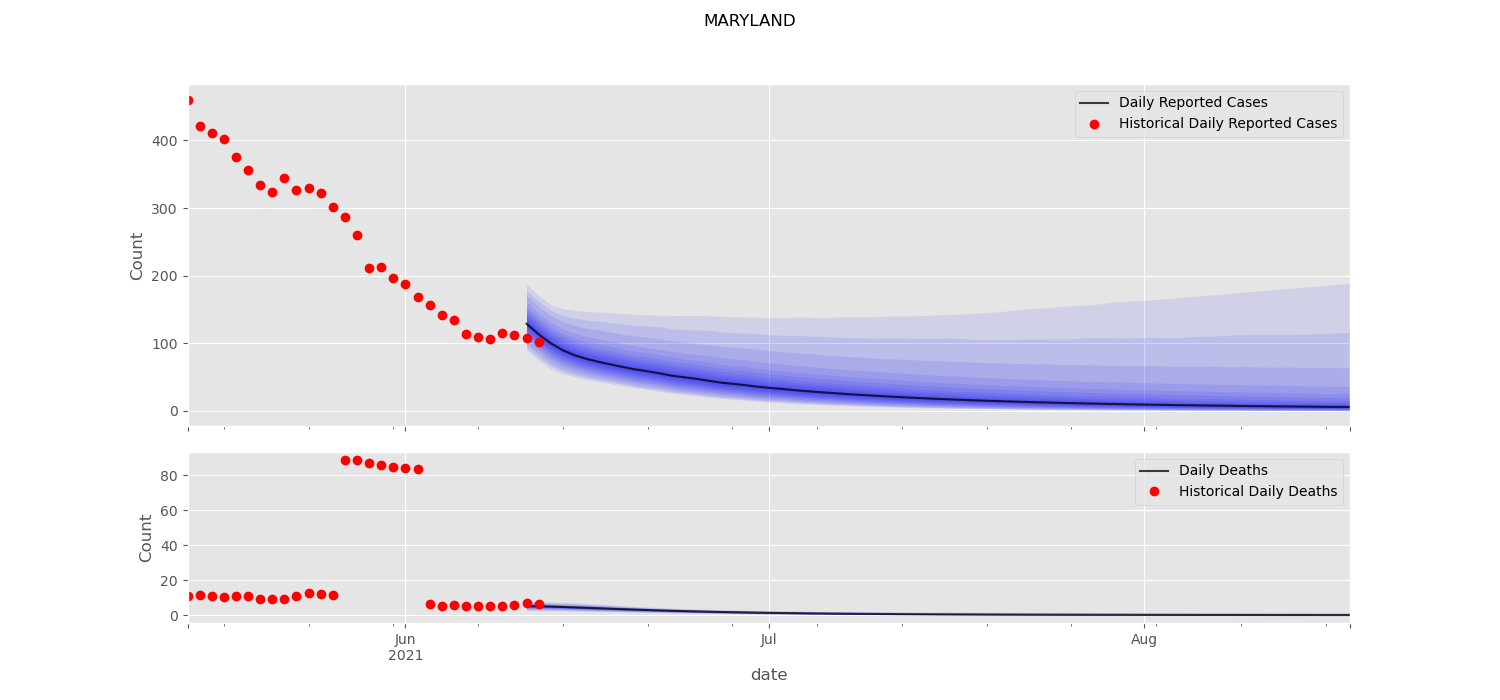 MARYLAND
Daily Reported Cases
Historical Daily Reported Cases
400
300
200
100
0
Count
Daily Deaths
Historical Daily Deaths
80
60
40
20
0
Count
Jun
2021
Jul
Aug
date